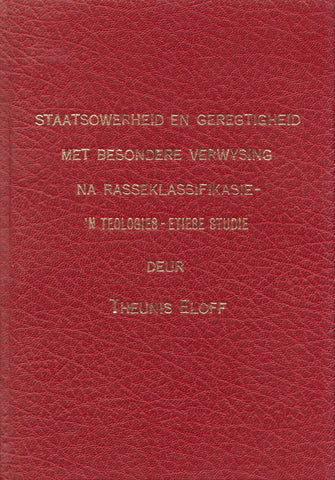 STAATSOWERHEID EN GEREGTIGHEID
MET BESONDERE VERWYSING
NA RASSEKLASSIFIKASIE-
'N TEOLOGIES-ETIESE STUDIE
DEUR
THEUNIS ELOFF